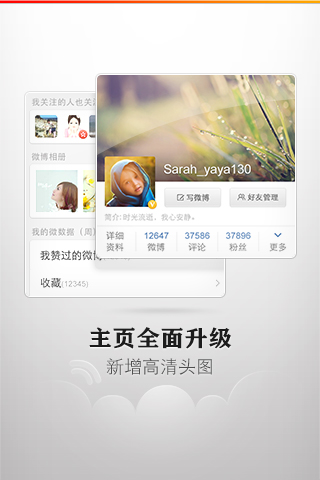 我关注的人也关注
微博相册
我的微数据（周）
我赞过的微博
收藏(12345)
Sarah_yaya130
写微博
好友管理
简介:时光流逝，我心安静。
详细资料
12647
微博
37586
评论
37896
粉丝
更多
主页全面升级
新增高清头图